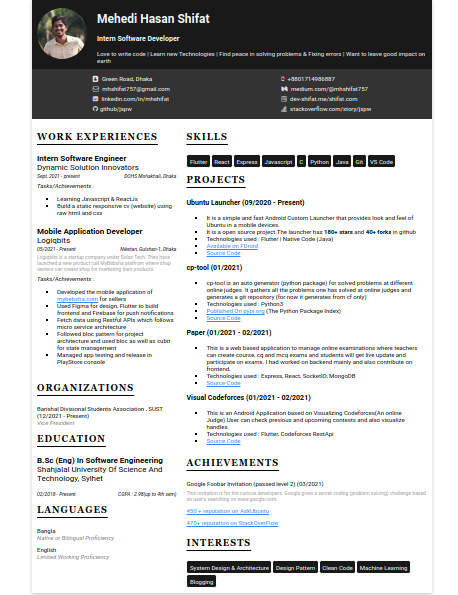 Mehedi Hasan Shifat
Intern Software Developer
Love to write code | Learn new Technologies | Find peace in solving problems & Fixing errors | Want to leave good impact on
earth
Green Road, Dhaka
mhshifat757@gmail.com
linkedin.com/in/mhshifat
github/jspw
+8801714986887
medium.com/@mhshifat757
dev-shifat.me/shifat.com
stackoverflow.com/story/jspw
WORK EXPERIENCES
Intern Software Engineer
Dynamic Solution Innovators
Sept. 2021 - present DOHS Mohakhali, Dhaka
Tasks/Achievements :
Learning Javascript & ReactJs
Build a static responsive cv (website) using
raw html and css
Mobile Application Developer
Logiqbits
05/2021 - Present Niketan, Gulshan-1. Dhaka
Logiqbits is a startup company under Solas Tech. They have
launched a new product call MyBebsha platform where shop
owners can create shop for marketing their products
Tasks/Achievements :
Developed the mobile application of
mybebsha.com for sellers
Used Figma for design, Flutter to build
frontend and Firebase for push notifications
Fetch data using Restful APIs which follows
micro service architecture
Followed bloc pattern for project
architecture and used bloc as well as cubit
for state management
Managed app testing and release in
PlayStore console
ORGANIZATIONS
Barishal Divisional Students Association , SUST
(12/2021 - Present)
Vice President
EDUCATION
B.Sc (Eng) In Software Engineering
Shahjalal University Of Science And
Technology, Sylhet
02/2018 - Present CGPA : 2.98(up to 4th sem)
LANGUAGES
Bangla
Native or Bilingual Proficiency
English
Limited Working Proficiency
SKILLS
Flutter React Express Javascript C Python Java Git VS Code
PROJECTS
Ubuntu Launcher (09/2020 - Present)
It is a simple and fast Android Custom Launcher that provides look and feel of
Ubuntu in a mobile devices.
It is a open source project.The launcher has 180+ stars and 40+ forks in github
Technologies used : Flutter | Native Code (Java)
Available on FDroid
Source Code
cp-tool (01/2021)
cp-tool is an auto generator (python package) for solved problems at different
online judges. It gathers all the problems one has solved at online judges and
generates a git repository (for now it generates from cf only)
Technologies used : Python3
Published On pypi.org (The Python Package Index)
Source Code
Paper (01/2021 - 02/2021)
This is a web based application to manage online examinations where teachers
can create course, cq and mcq exams and students will get live update and
participate on exams. I had worked on backend mainly and also contribute on
frontend.
Technologies used : Express, React, SocketIO, MongoDB
Source Code
Visual Codeforces (01/2021 - 02/2021)
This is an Android Application based on Visualizing Codeforces(An online
Judge).User can check previous and upcoming contests and also visualize
handles.
Technologies used : Flutter, Codeforces RestApi
Source Code
ACHIEVEMENTS
Google Foobar Invitation (passed level 2) (03/2021)
This invitation is for the curious developers. Google gives a secret coding (problem solving) challenge based
on user's searching on www.google.com.
450 + reputation on AskUbuntu
470+ reputation on StackOverFlow
INTERESTS
System Design & Architecture Design Pattern Clean Code Machine Learning
Blogging